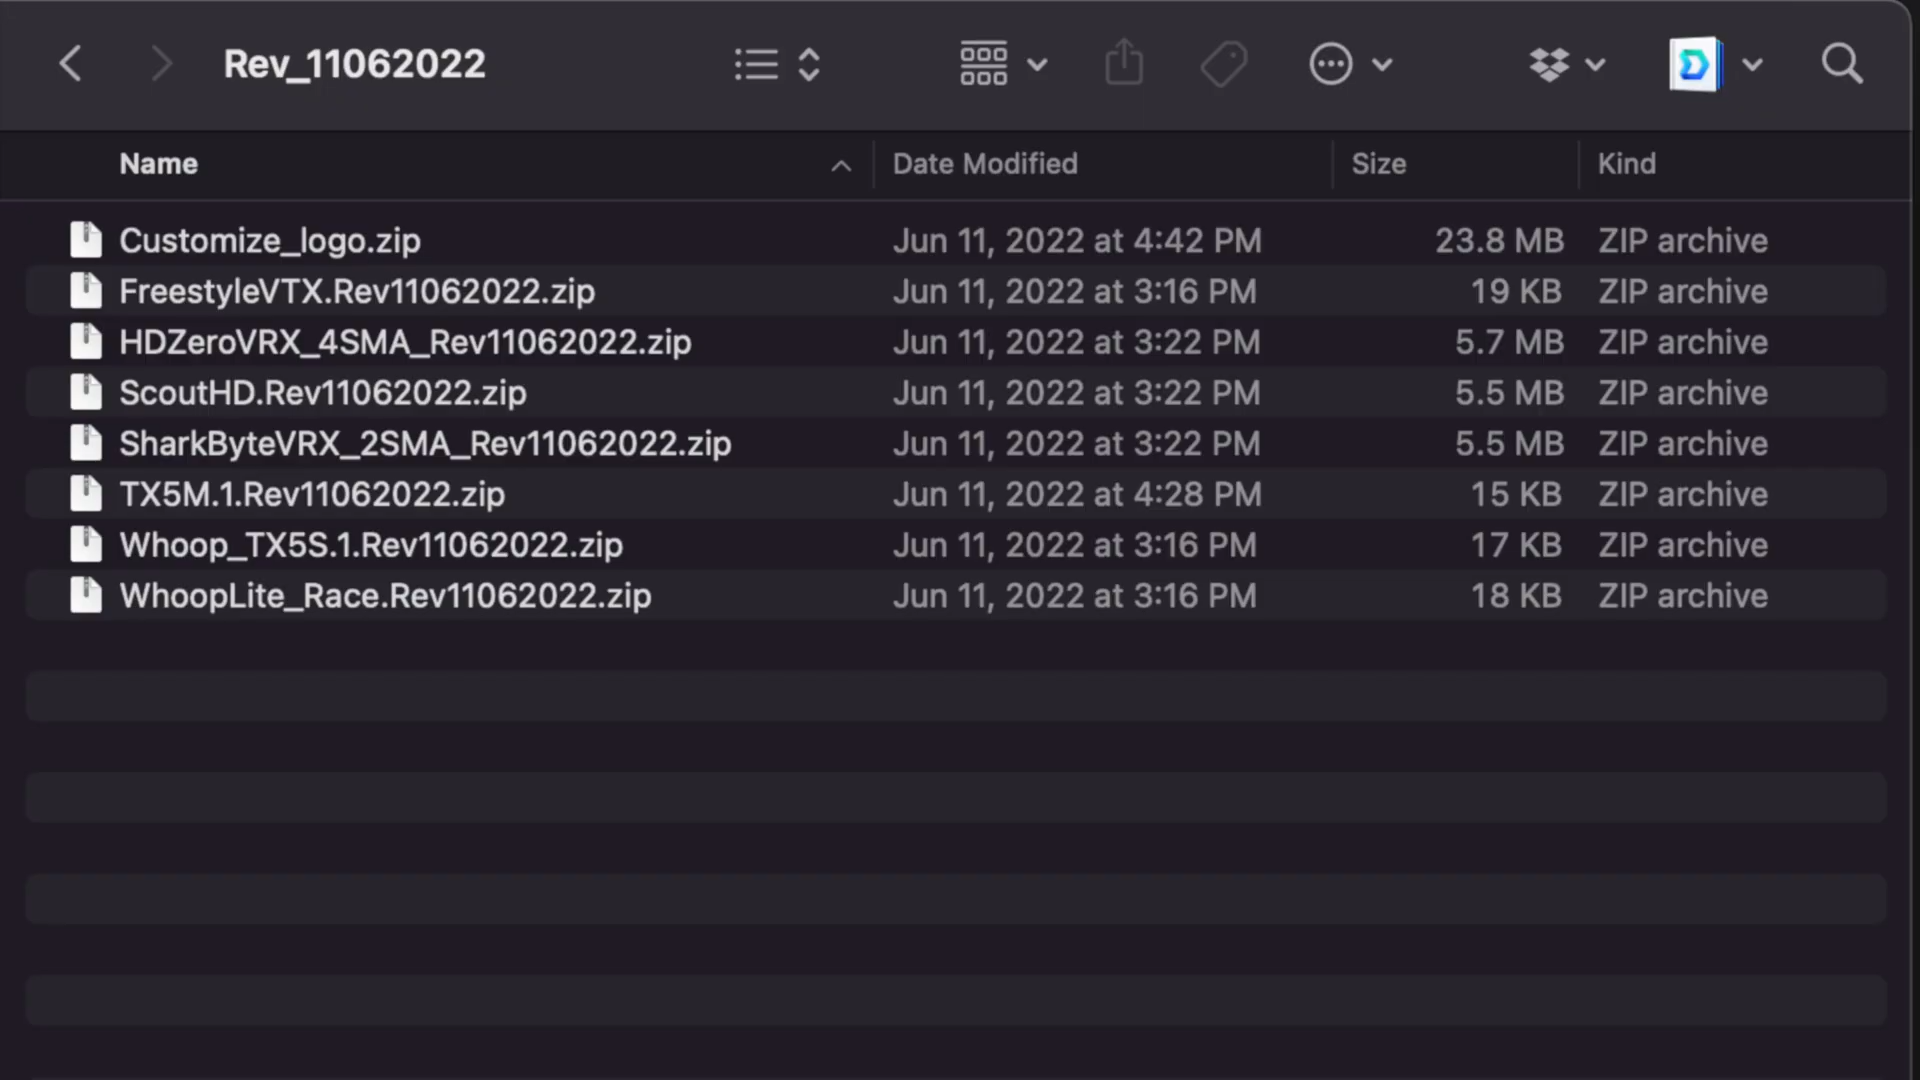 Rev_11062022
Name Date Modified Size Kind
Customize_logo.zip Jun 11, 2022 at 4:42 PM 23.8 MB ZIP archive
FreestyleVTX.Rev11062022.zip Jun 11, 2022 at 3:16 PM 19 KB ZIP archive
HDZeroVRX_4SMA_Rev11062022.zip Jun 11, 2022 at 3:22 PM 5.7 MB ZIP archive
ScoutHD.Rev11062022.zip Jun 11, 2022 at 3:22 PM 5.5 MB ZIP archive
SharkByteVRX_2SMA_Rev11062022.zip Jun 11, 2022 at 3:22 PM 5.5 MB ZIP archive
TX5M.1.Rev11062022.zip Jun 11, 2022 at 4:28 PM 15 KB ZIP archive
Whoop_TX5S.1.Rev11062022.zip Jun 11, 2022 at 3:16 PM 17 KB ZIP archive
WhoopLite_Race.Rev11062022.zip Jun 11, 2022 at 3:16 PM 18 KB ZIP archive